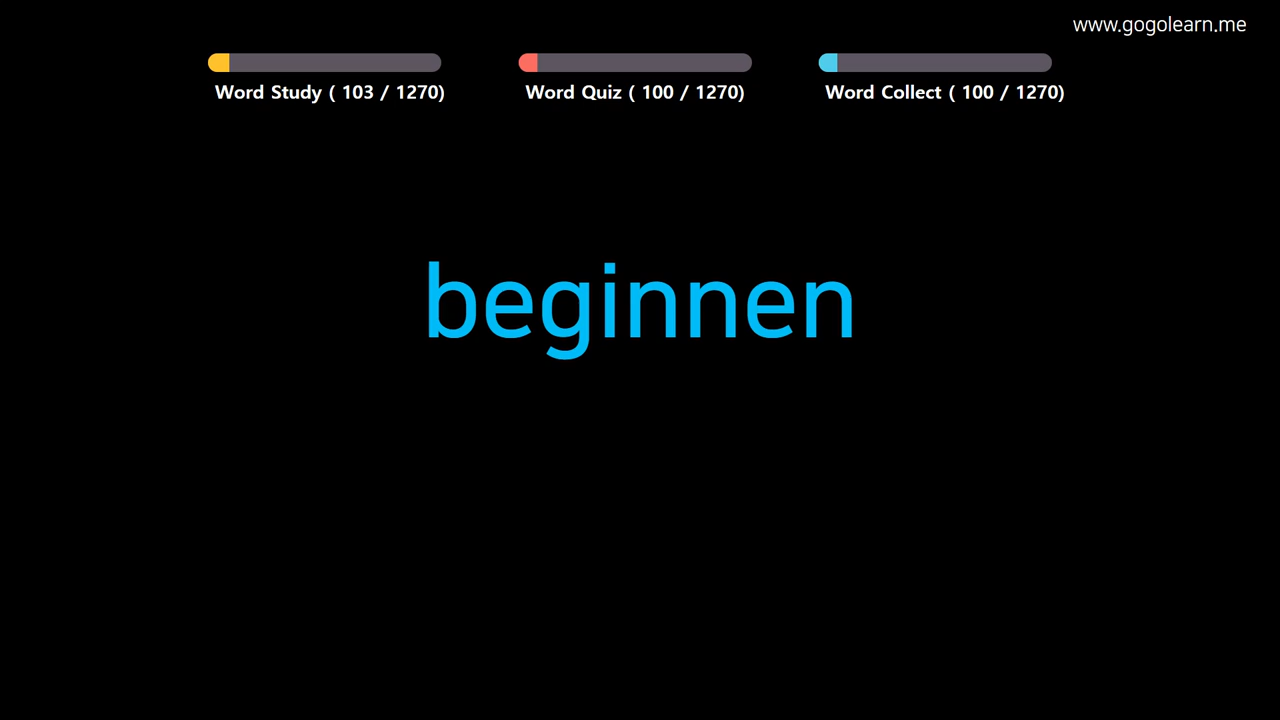 www.gogolearn.me
Word Study ( 103 / 1270)
Word Quiz ( 100 / 1270)
Word Collect ( 100 / 1270)
beginnen